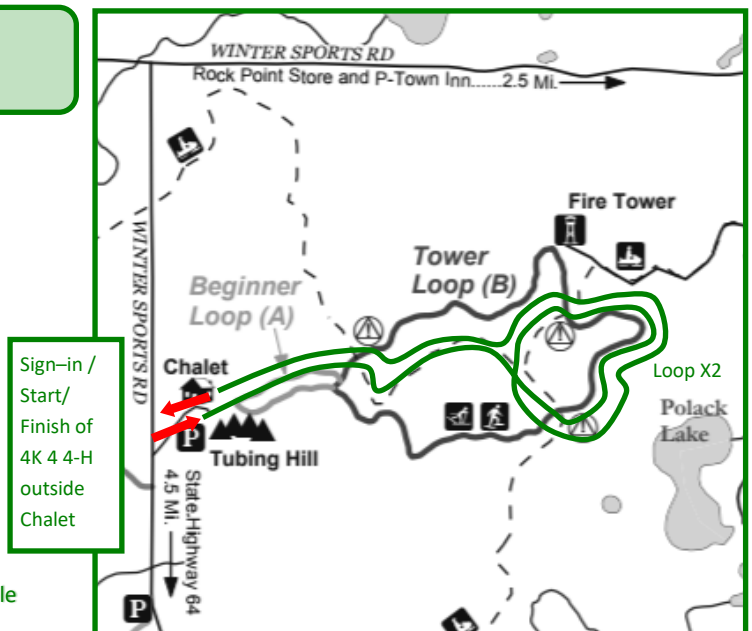 WINTER SPORTS RD
Rock Point Store and P-Town Inn......2.5 Mi.
Fire Tower
WINTER SPORTS RD
Tower
Loop (B)
Beginner
Loop (A)
Sign–in /
Start/
Finish of
4K 4 4-H
outside
Chalet
Chalet
Loop X2
Polack
Lake
P
Tubing Hill
State Highway 64
4.5 Mi.
le
P